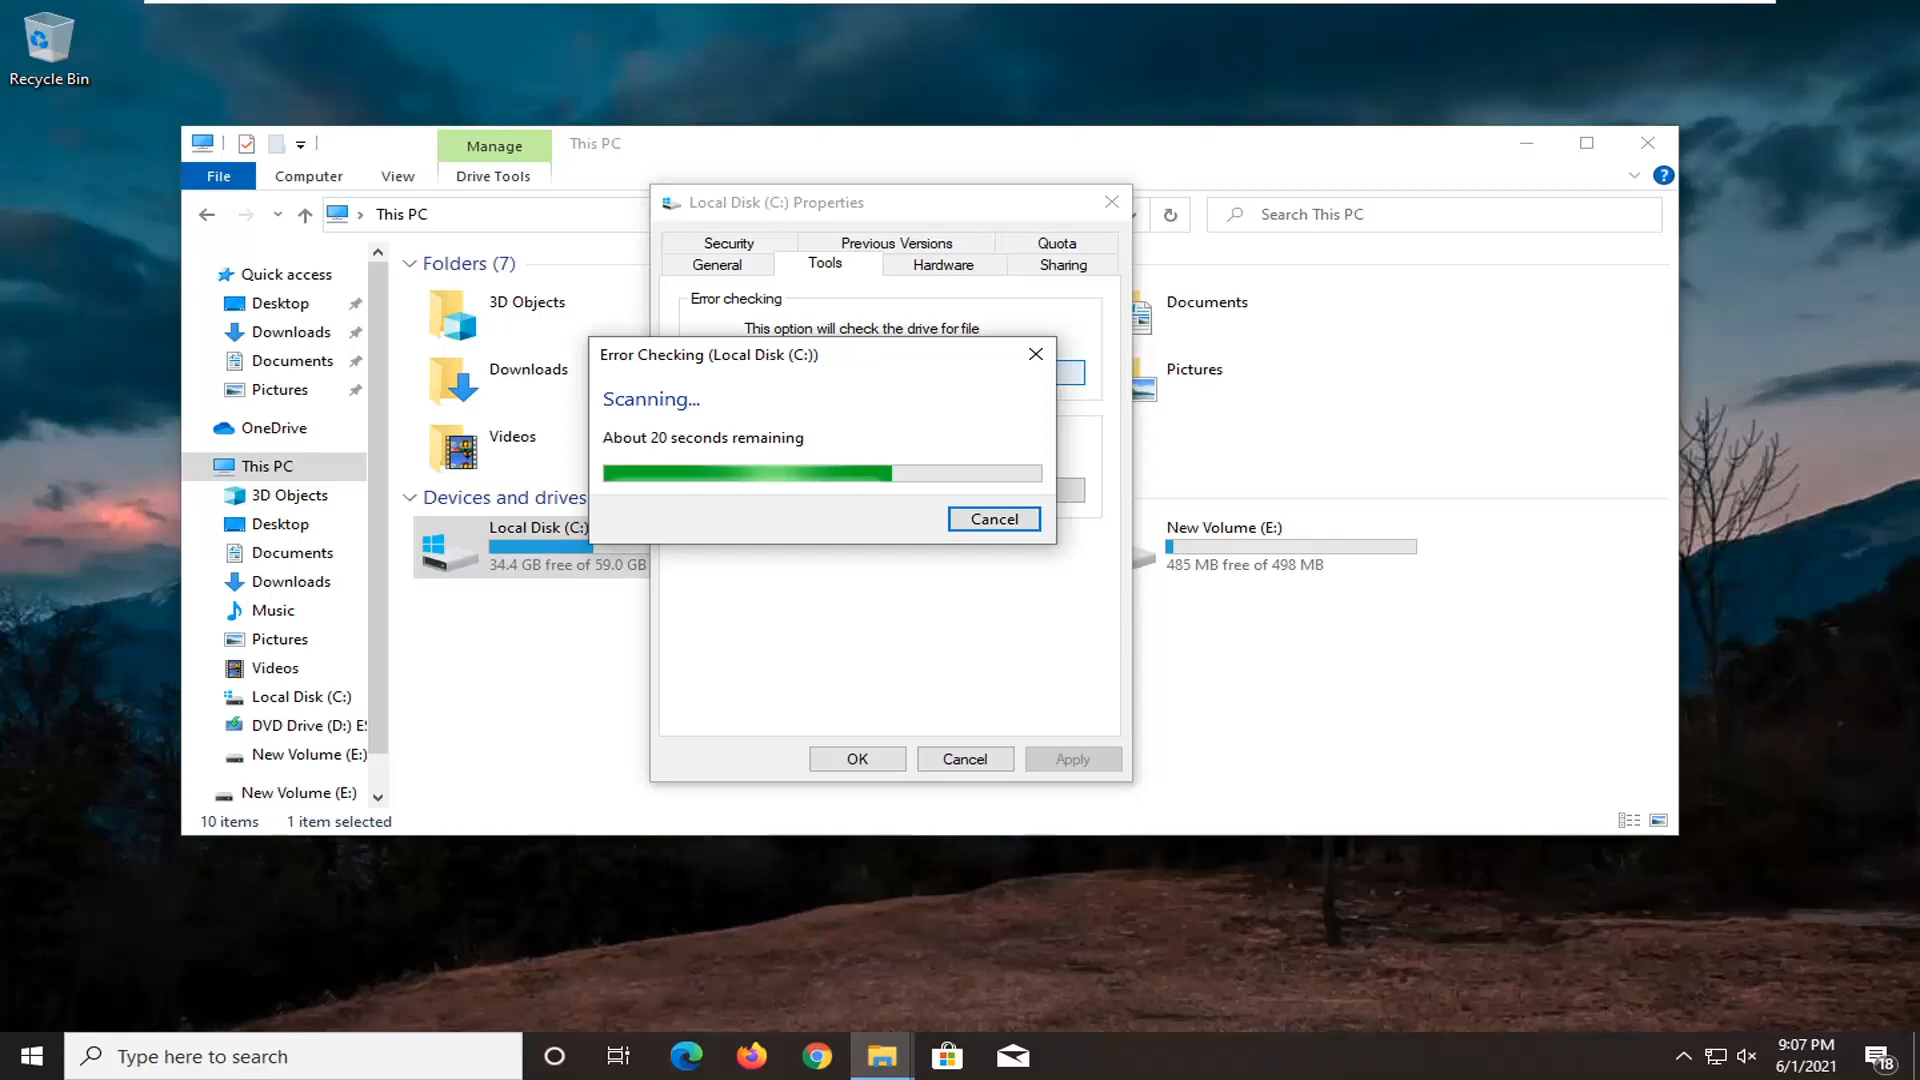 Recycle Bin
Manage
This PC
File
Computer
View
Drive Tools
This PC
Search This PC
Quick access
Desktop
Downloads
Documents
Pictures
OneDrive
This PC
3D Objects
Desktop
Documents
Downloads
Music
Pictures
Videos
Local Disk (C:)
DVD Drive (D:) E
New Volume (E:)
New Volume (E:)
10 items
1 item selected
Folders (7)
3D Objects
Downloads
Videos
Documents
Pictures
Devices and drives
Local Disk (C:)
34.4 GB free of 59.0 GB
New Volume (E:)
485 MB free of 498 MB
Local Disk (C:) Properties
Security
Previous Versions
Quota
General
Tools
Hardware
Sharing
Error checking
This option will check the drive for file
OK
Cancel
Apply
Error Checking (Local Disk (C:))
Scanning...
About 20 seconds remaining
Cancel
Type here to search
9:07 PM
6/1/2021
18